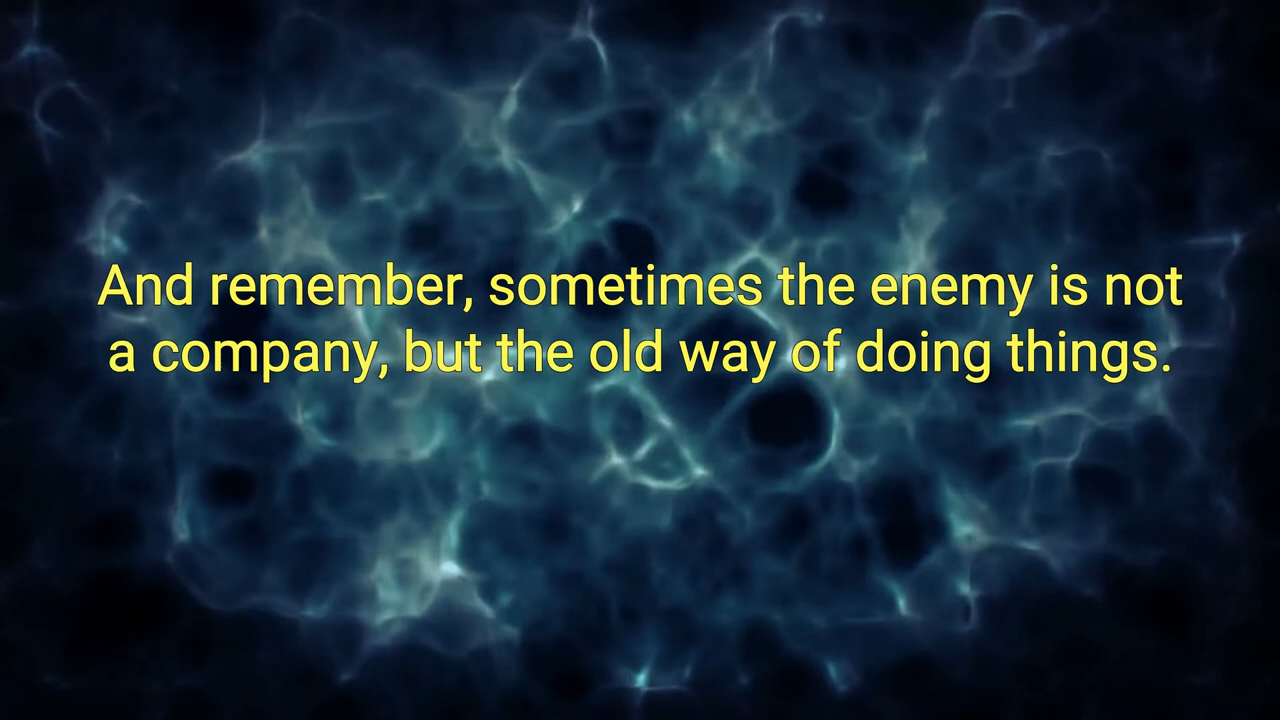 And remember, sometimes the enemy is not
a company, but the old way of doing things.